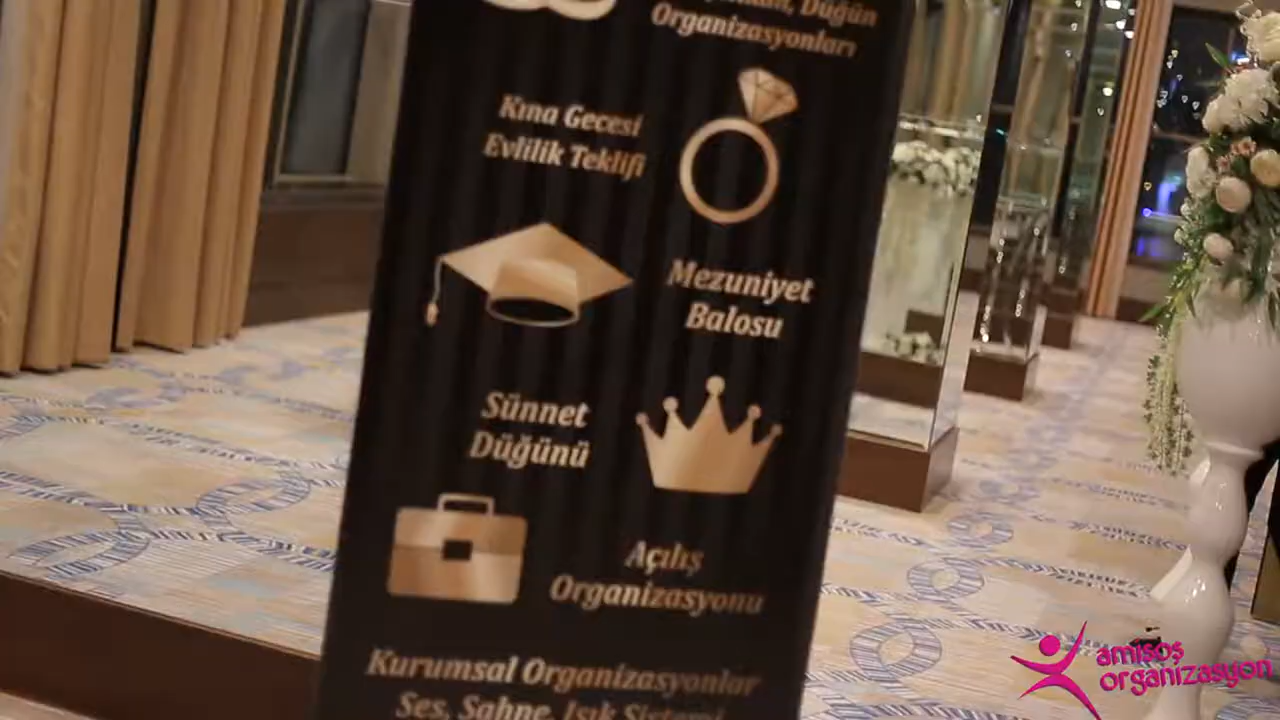 Düğün
Organizasyonları
Kına Gecesi
Evlilik Teklifi
Mezuniyet
Balosu
Sünnet
Düğünü
Açılış
Organizasyonu
Kurumsal Organizasyonlar
Ses, Sahne, Işık Sistemi
amisos
organizasyon